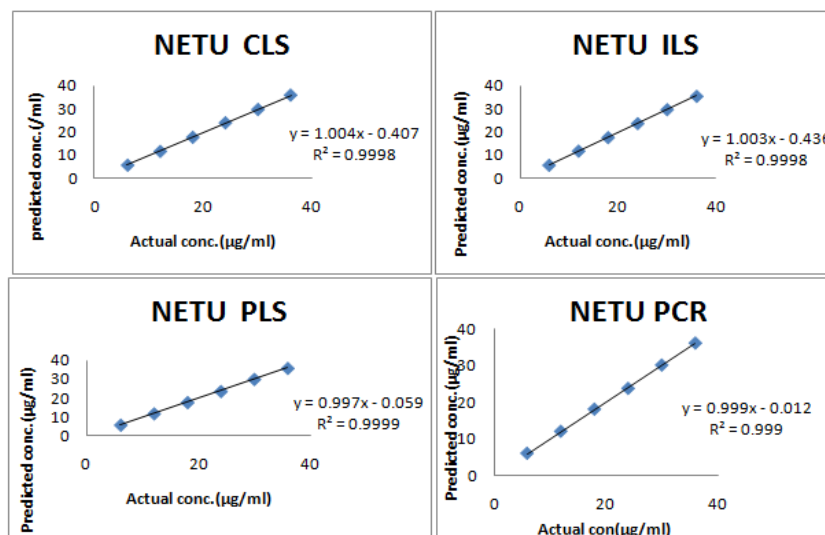 NETU CLS
predicted conc.(/ml)
40
30
20
10
0
y = 1.004x - 0.407
R² = 0.9998
0
20
40
Actual conc.(µg/ml)
NETU ILS
Predicted conc.(µg/ml)
40
30
20
10
0
y = 1.003x - 0.436
R² = 0.9998
0
20
40
Actual conc.(µg/ml)
NETU PLS
Predicted conc.(µg/ml)
40
30
20
10
0
y = 0.997x - 0.059
R² = 0.9999
0
20
40
Actual conc.(µg/ml)
NETU PCR
Predicted conc.(µg/ml)
40
30
20
10
0
y = 0.999x - 0.012
R² = 0.999
0
20
40
Actual con(µg/ml)